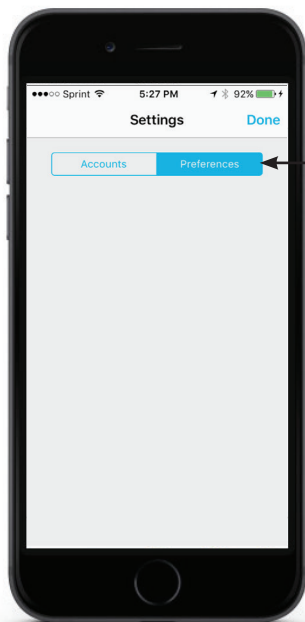 ●●●○○ Sprint 5:27 PM 92%
Settings Done
Accounts Preferences